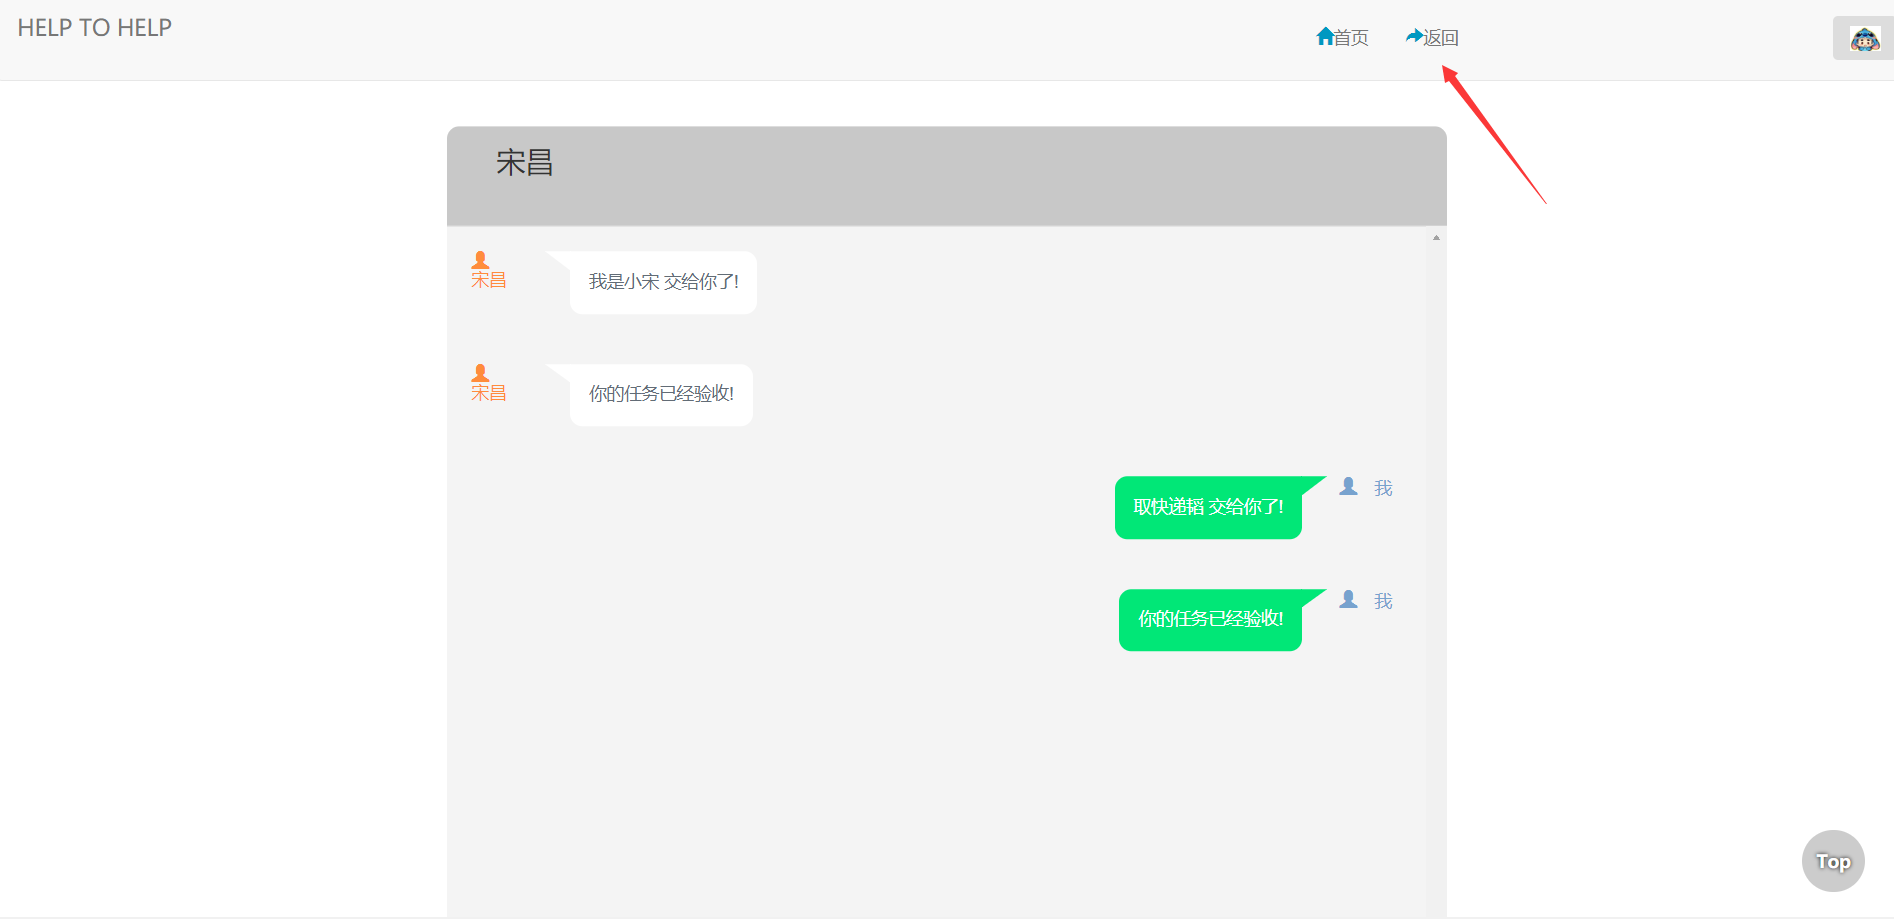 HELP TO HELP
首页 返回
宋昌
宋昌
我是小宋 交给你了!
宋昌
你的任务已经验收!
取快递韬 交给你了!
我
你的任务已经验收!
我
Top